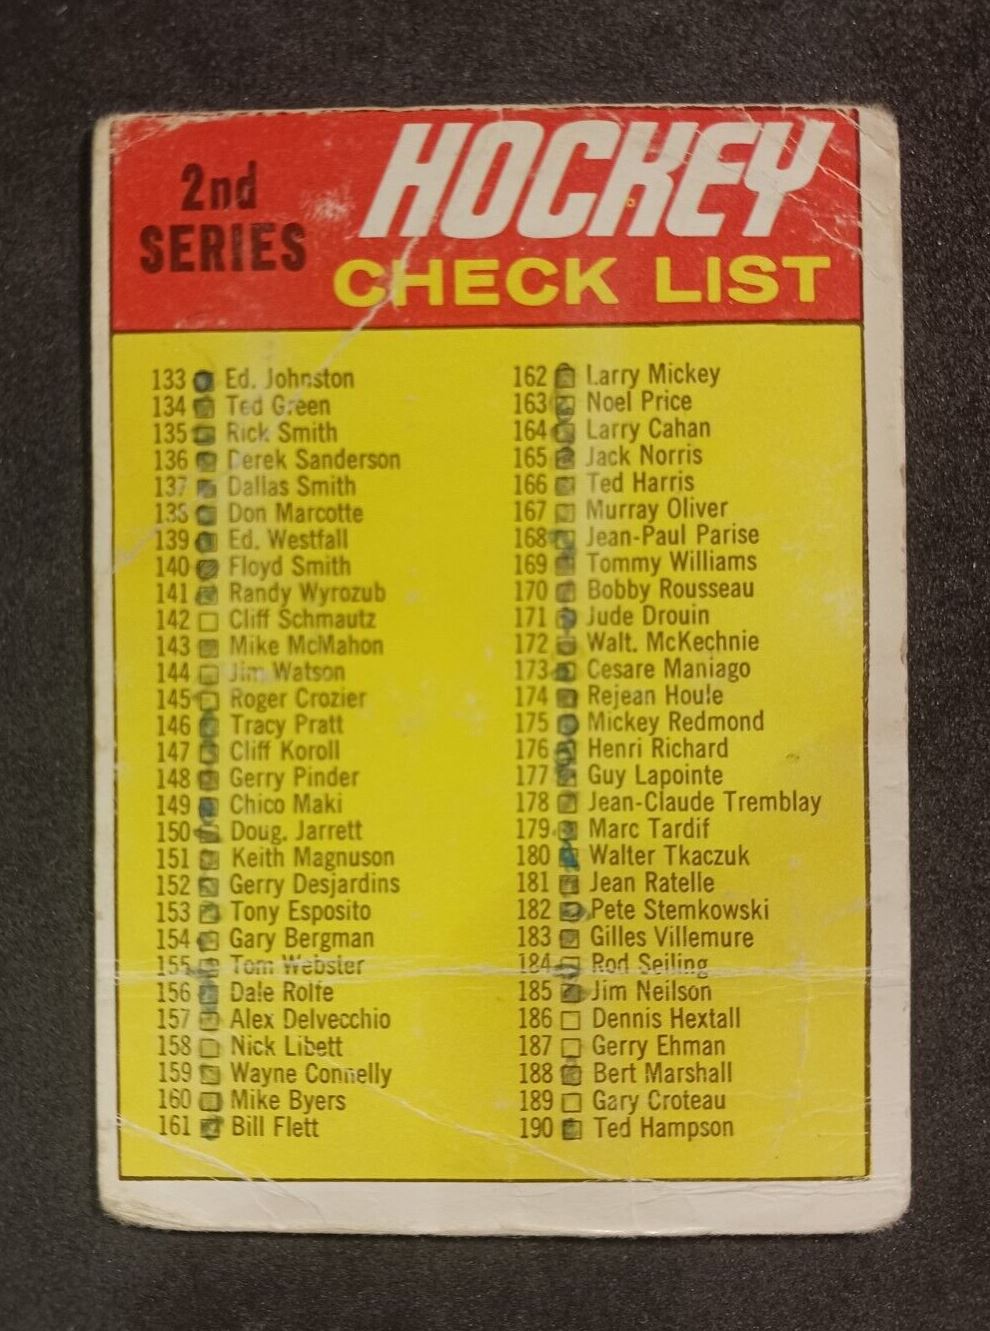 2nd
SERIES
HOCKEY
CHECK LIST
133 Ed. Johnston
134 Ted Green
135 Rick Smith
136 Derek Sanderson
137 Dallas Smith
138 Don Marcotte
139 Ed. Westfall
140 Floyd Smith
141 Randy Wyrozub
142 Cliff Schmautz
143 Mike McMahon
144 Jim Watson
145 Roger Crozier
146 Tracy Pratt
147 Cliff Koroll
148 Gerry Pinder
149 Chico Maki
150 Doug. Jarrett
151 Keith Magnuson
152 Gerry Desjardins
153 Tony Esposito
154 Gary Bergman
155 Tom Webster
156 Dale Rolfe
157 Alex Delvecchio
158 Nick Libett
159 Wayne Connelly
160 Mike Byers
161 Bill Flett
162 Larry Mickey
163 Noel Price
164 Larry Cahan
165 Jack Norris
166 Ted Harris
167 Murray Oliver
168 Jean-Paul Parise
169 Tommy Williams
170 Bobby Rousseau
171 Jude Drouin
172 Walt. McKechnie
173 Cesare Maniago
174 Rejean Houle
175 Mickey Redmond
176 Henri Richard
177 Guy Lapointe
178 Jean-Claude Tremblay
179 Marc Tardif
180 Walter Tkaczuk
181 Jean Ratelle
182 Pete Stemkowski
183 Gilles Villemure
184 Rod Seiling
185 Jim Neilson
186 Dennis Hextall
187 Gerry Ehman
188 Bert Marshall
189 Gary Croteau
190 Ted Hampson